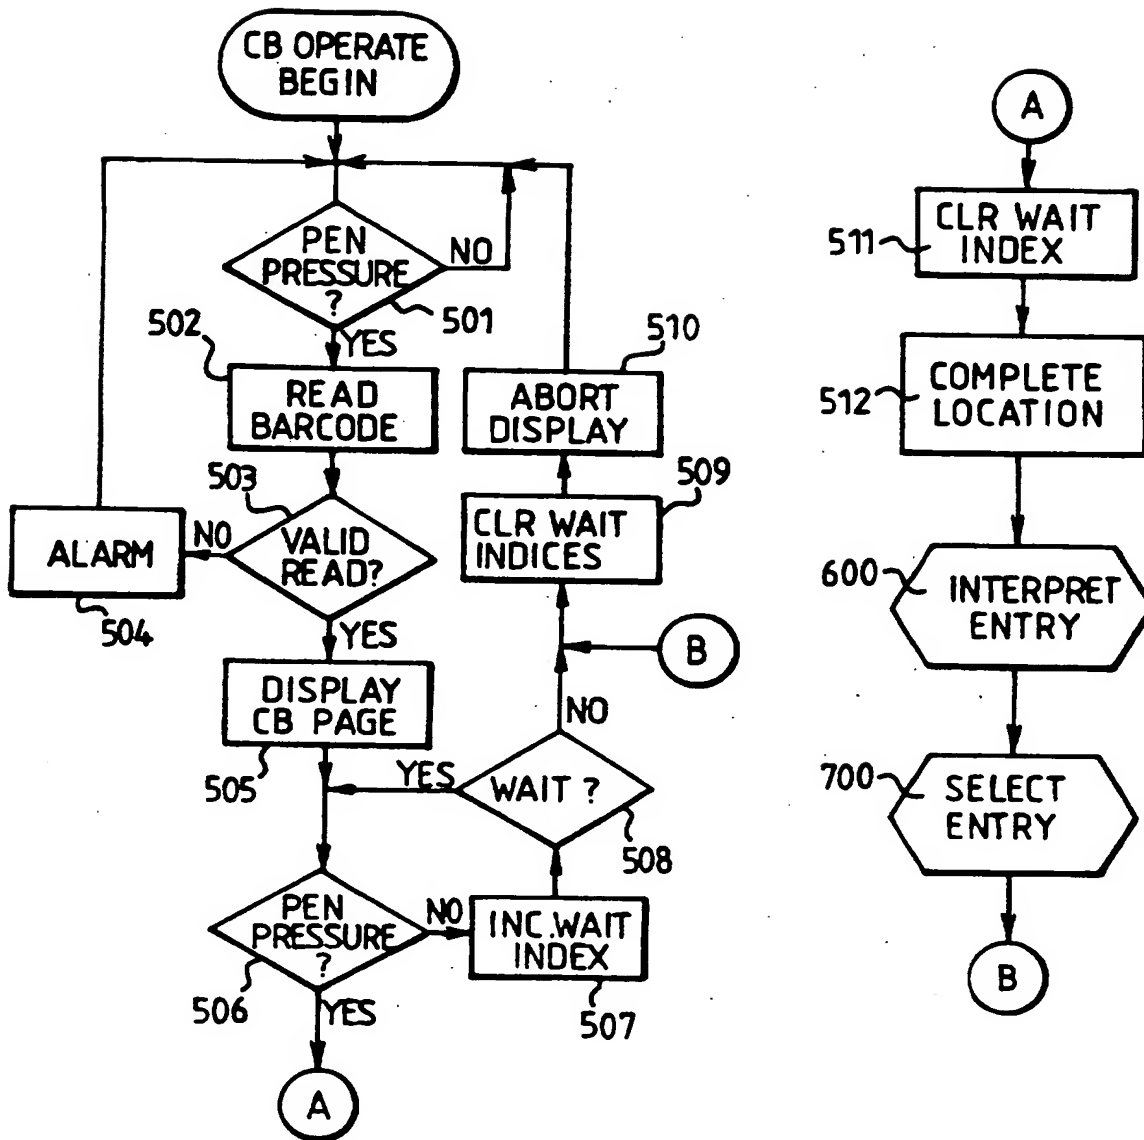 CB OPERATE
BEGIN
PEN
PRESSURE
?
NO
501
YES
502
READ
BARCODE
503
VALID
READ?
NO
ALARM
504
YES
DISPLAY
CB PAGE
505
PEN
PRESSURE
?
506
NO
YES
A
INC. WAIT
INDEX
507
WAIT ?
508
YES
NO
B
CLR WAIT
INDICES
509
ABORT
DISPLAY
510
A
CLR WAIT
INDEX
511
COMPLETE
LOCATION
512
INTERPRET
ENTRY
600
SELECT
ENTRY
700
B